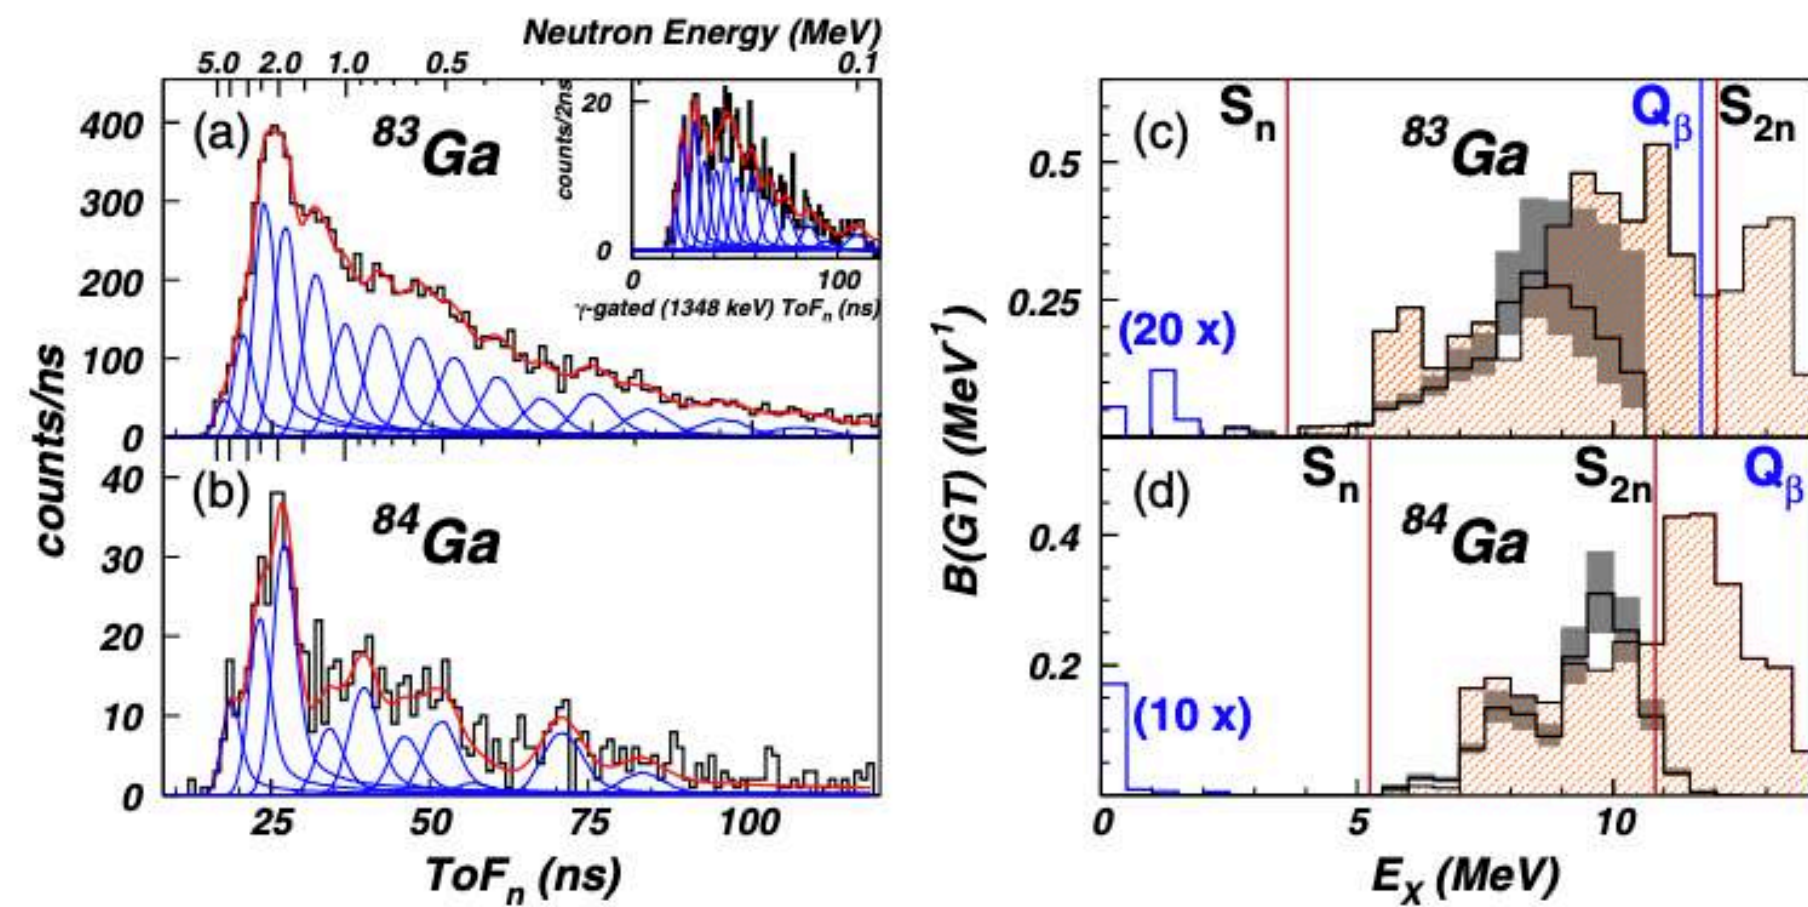 Neutron Energy (MeV)
5.0 2.0 1.0 0.5 0.1
(a)
83Ga
400
300
200
100
0
counts/2ns
20
0
0 100
γ-gated (1348 keV) ToFn (ns)
counts/ns
(b)
84Ga
40
30
20
10
0
25 50 75 100
ToFn (ns)
Sn Qβ S2n
(c)
83Ga
0.5
0.25
(20 x)
B(GT) (MeV-1)
Sn S2n Qβ
(d)
84Ga
0.4
0.2
(10 x)
0 5 10
EX (MeV)